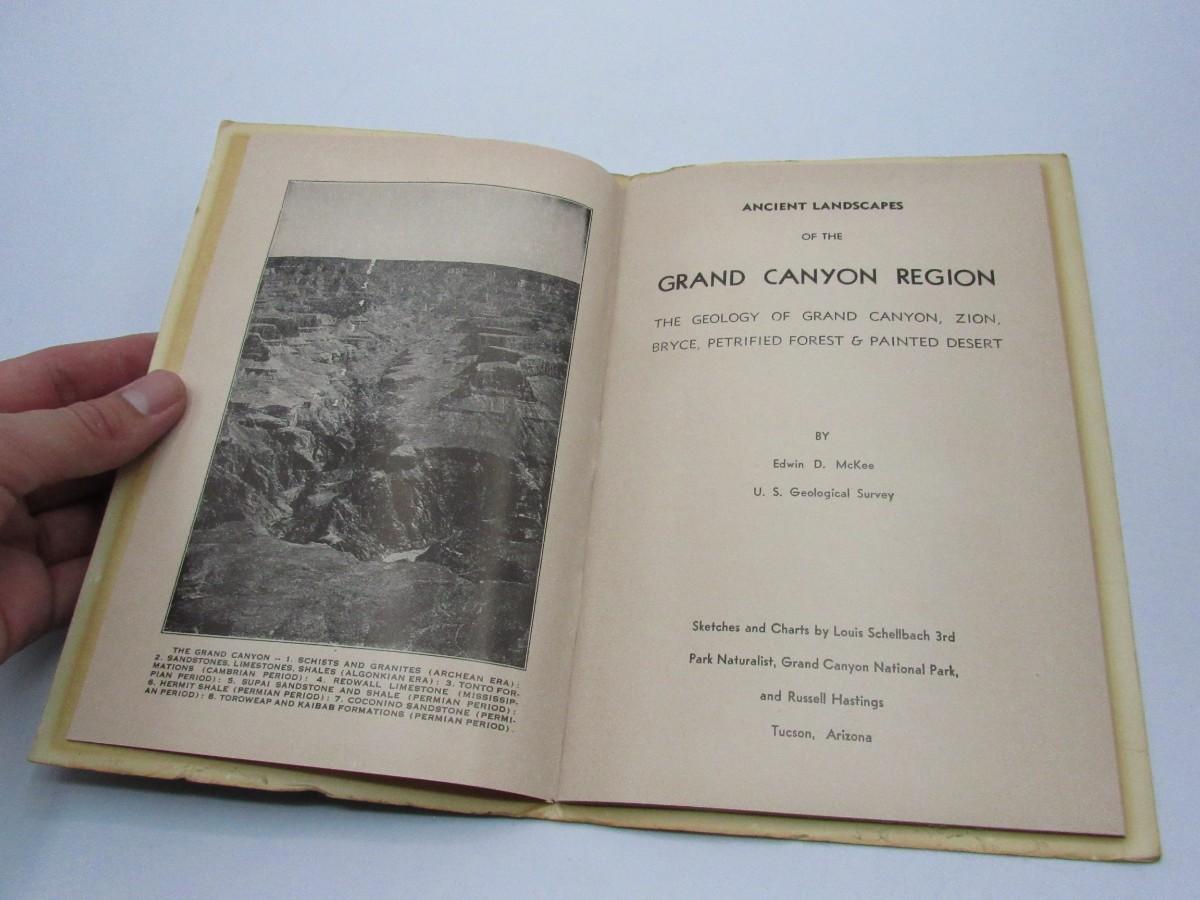 THE GRAND CANYON -- 1. SCHISTS AND GRANITES (ARCHEAN ERA):
2. SANDSTONES, LIMESTONES, SHALES (ALGONKIAN ERA): 3. TONTO FOR-
MATIONS (CAMBRIAN PERIOD): 4. REDWALL LIMESTONE (MISSISSIP-
PIAN PERIOD): 5. SUPAI SANDSTONE AND SHALE (PERMIAN PERIOD):
6. HERMIT SHALE (PERMIAN PERIOD): 7. COCONINO SANDSTONE (PERMI-
AN PERIOD): 8. TOROWEAP AND KAIBAB FORMATIONS (PERMIAN PERIOD).
ANCIENT LANDSCAPES
OF THE
GRAND CANYON REGION
THE GEOLOGY OF GRAND CANYON, ZION,
BRYCE, PETRIFIED FOREST & PAINTED DESERT
BY
Edwin D. McKee
U. S. Geological Survey
Sketches and Charts by Louis Schellbach 3rd
Park Naturalist, Grand Canyon National Park,
and Russell Hastings
Tucson, Arizona